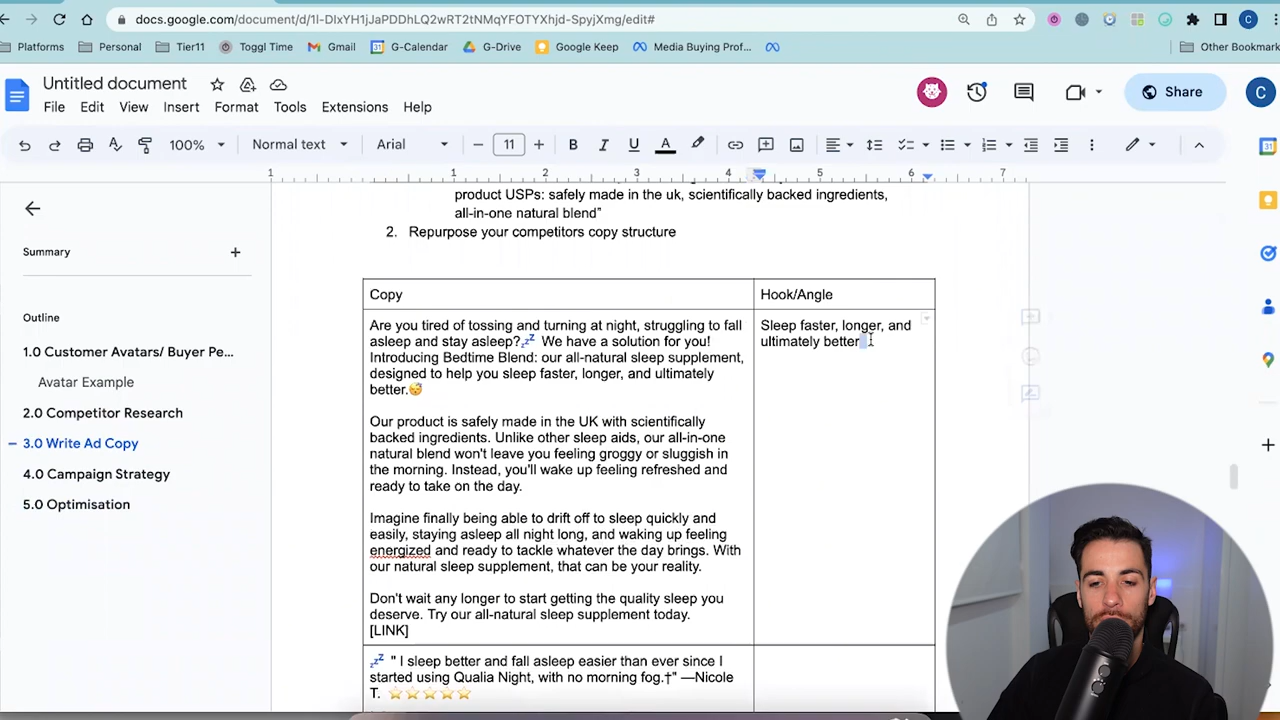 docs.google.com/document/d/1l-DIxYH1jJaPDDhLQ2wRT2tNMqYFOTYXhjd-SpyjXmg/edit#
Platforms Personal Tier11 Toggl Time Gmail G-Calendar G-Drive Google Keep Media Buying Prof... Other Bookmark
Untitled document
File Edit View Insert Format Tools Extensions Help
Share C
100% Normal text Arial 11
1 1 2 3 4 5 6 7
product USPs: safely made in the uk, scientifically backed ingredients,
all-in-one natural blend”
2. Repurpose your competitors copy structure
Summary
Outline
1.0 Customer Avatars/ Buyer Pe...
Avatar Example
2.0 Competitor Research
3.0 Write Ad Copy
4.0 Campaign Strategy
5.0 Optimisation
Copy
Hook/Angle
Are you tired of tossing and turning at night, struggling to fall
asleep and stay asleep?💤 We have a solution for you!
Introducing Bedtime Blend: our all-natural sleep supplement,
designed to help you sleep faster, longer, and ultimately
better.😴
Our product is safely made in the UK with scientifically
backed ingredients. Unlike other sleep aids, our all-in-one
natural blend won't leave you feeling groggy or sluggish in
the morning. Instead, you'll wake up feeling refreshed and
ready to take on the day.
Imagine finally being able to drift off to sleep quickly and
easily, staying asleep all night long, and waking up feeling
energized and ready to tackle whatever the day brings. With
our natural sleep supplement, that can be your reality.
Don't wait any longer to start getting the quality sleep you
deserve. Try our all-natural sleep supplement today.
[LINK]
Sleep faster, longer, and
ultimately better
💤 " I sleep better and fall asleep easier than ever since I
started using Qualia Night, with no morning fog.†" —Nicole
T. ⭐⭐⭐⭐⭐